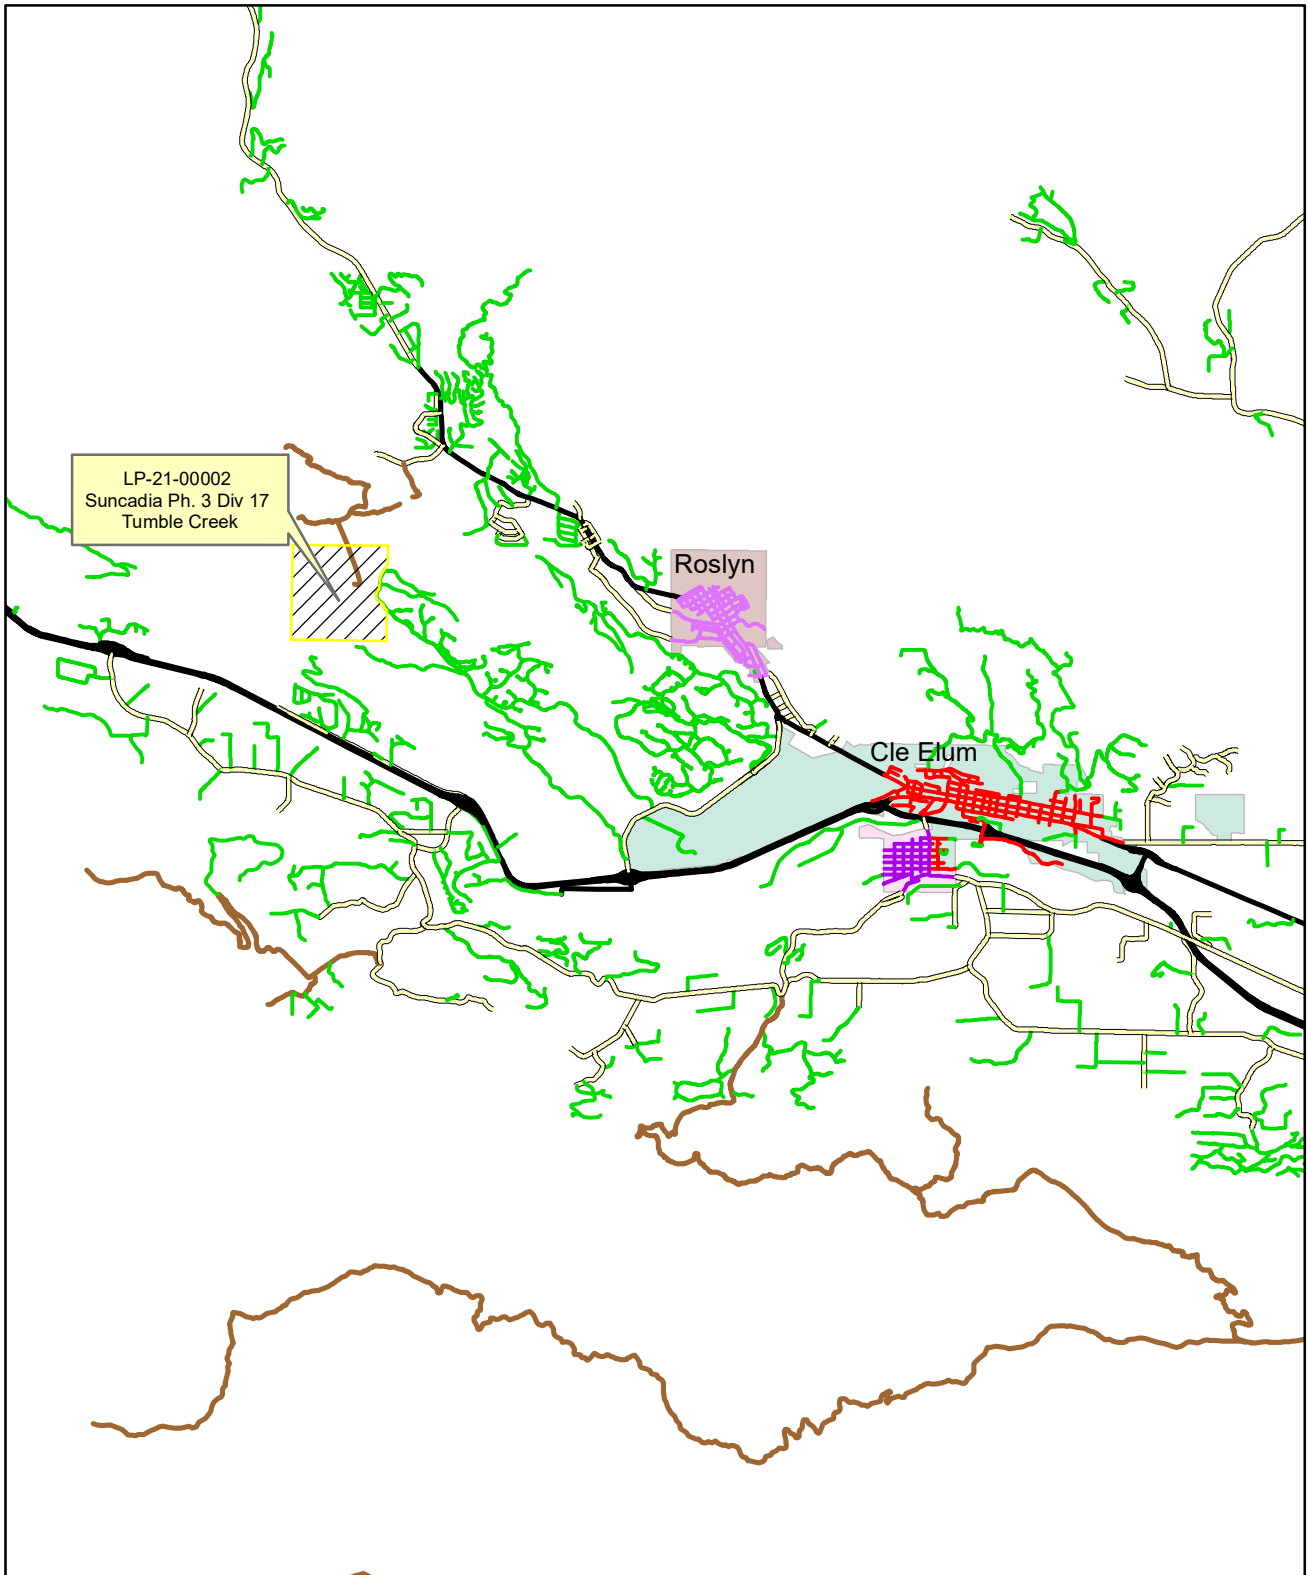 LP-21-00002
Suncadia Ph. 3 Div 17
Tumble Creek
Roslyn
Cle Elum